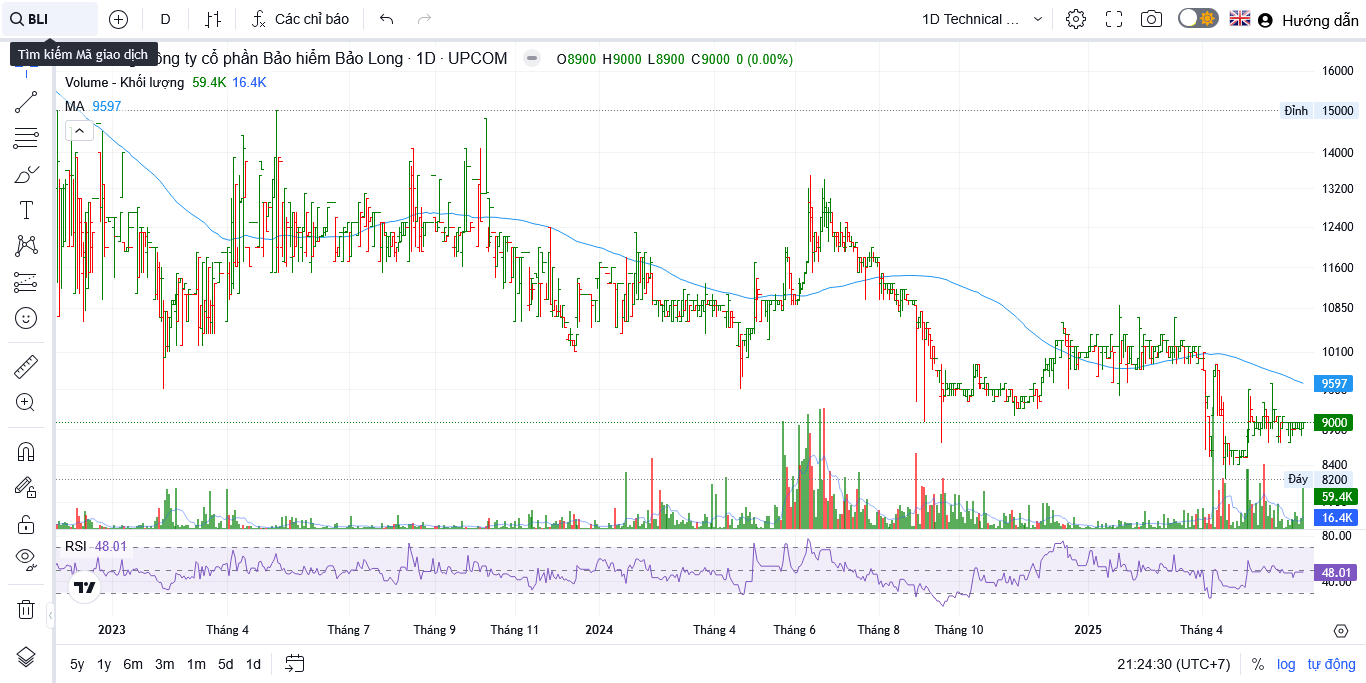 BLI D Các chỉ báo 1D Technical ... Hướng dẫn
Tìm kiếm Mã giao dịch
ông ty cổ phần Bảo hiểm Bảo Long · 1D · UPCOM O8900 H9000 L8900 C9000 0 (0.00%)
Volume - Khối lượng 59.4K 16.4K
MA 9597
16000
Đỉnh 15000
14000
13200
12400
11600
10850
10100
9597
9000
8400
Đáy 8200
59.4K
16.4K
RSI 48.01
80.00
48.01
40.00
2023 Tháng 4 Tháng 7 Tháng 9 Tháng 11 2024 Tháng 4 Tháng 6 Tháng 8 Tháng 10 2025 Tháng 4
5y 1y 6m 3m 1m 5d 1d 21:24:30 (UTC+7) % log tự động